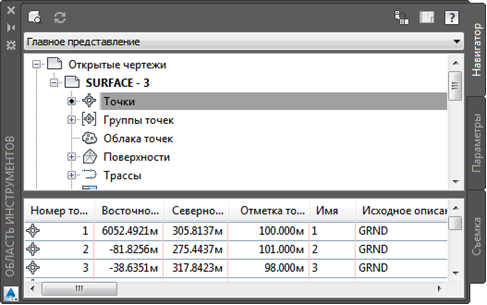 Главное представление
Открытые чертежи
SURFACE - 3
Точки
Группы точек
Облака точек
Поверхности
Трассы
Номер то... Восточно... Северно... Отметка то... Имя Исходное описан
1 6052.4921м 305.8137м 100.000м 1 GRND
2 -81.8256м 275.4437м 101.000м 2 GRND
3 -38.6351м 317.8423м 98.000м 3 GRND
ОБЛАСТЬ ИНСТРУМЕНТОВ
Навигатор
Параметры
Съемка